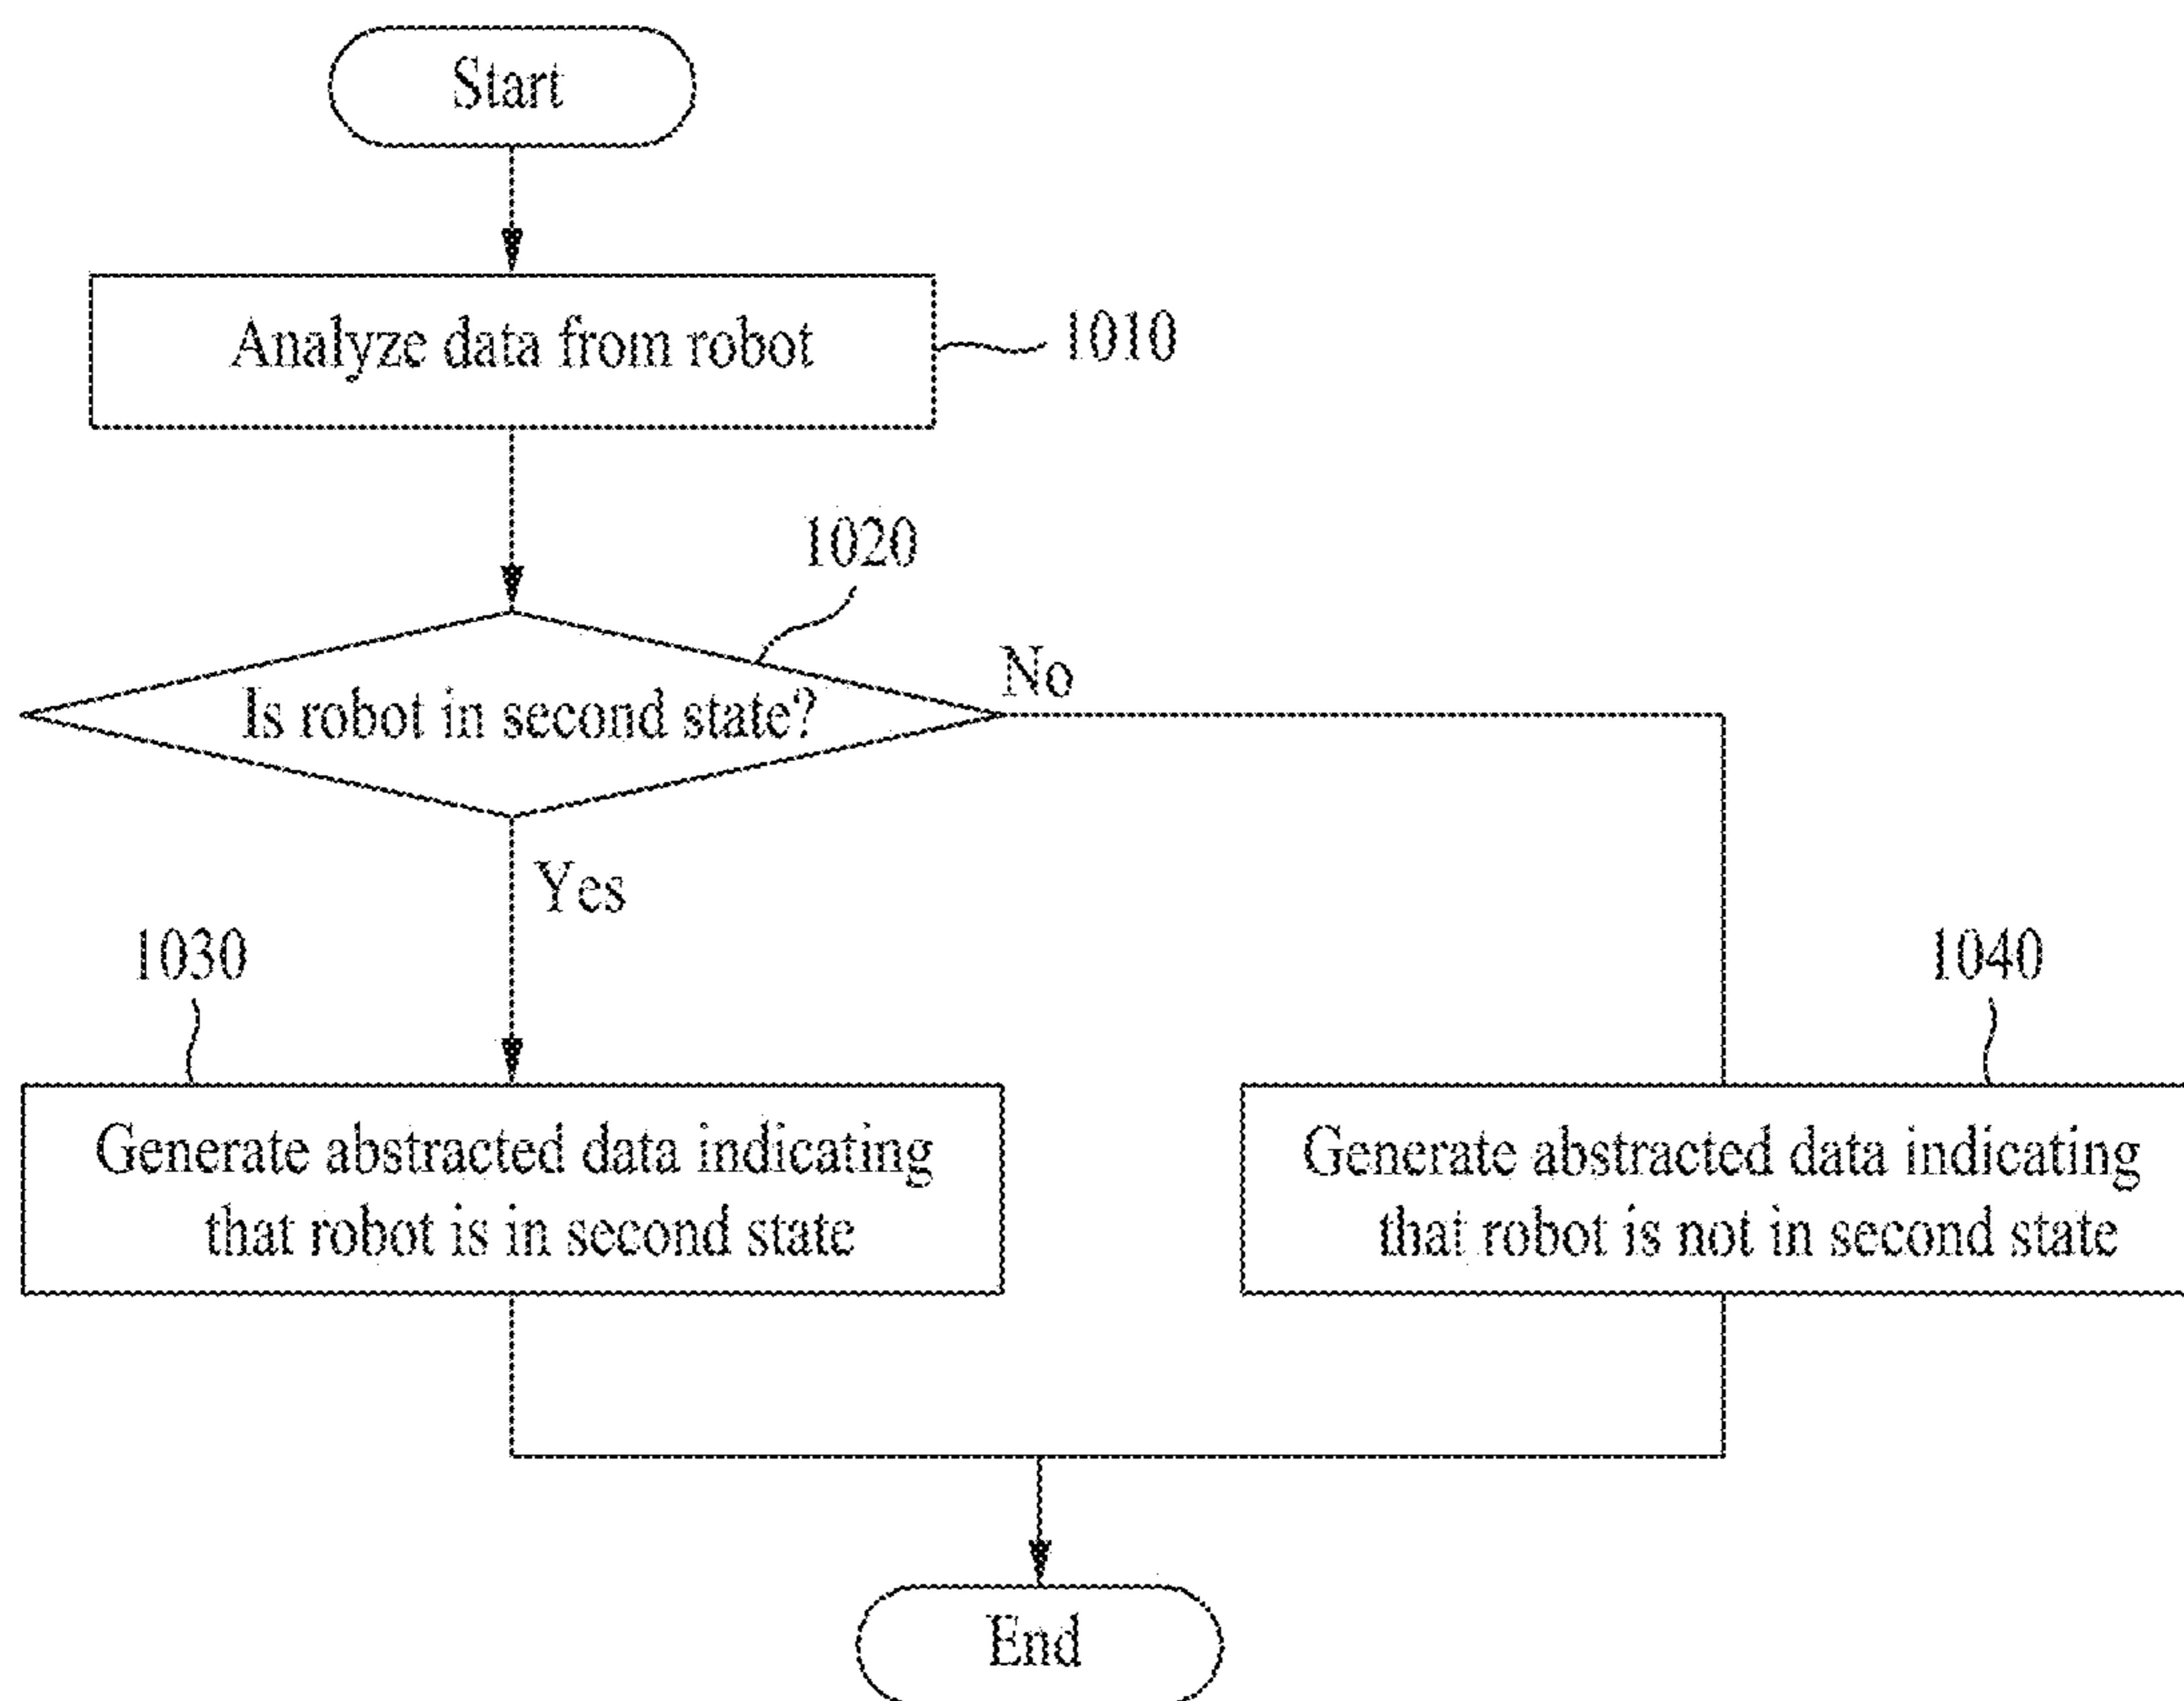 Start
Analyze data from robot
1010
1020
Is robot in second state?
No
Yes
1030
1040
Generate abstracted data indicating
that robot is in second state
Generate abstracted data indicating
that robot is not in second state
End